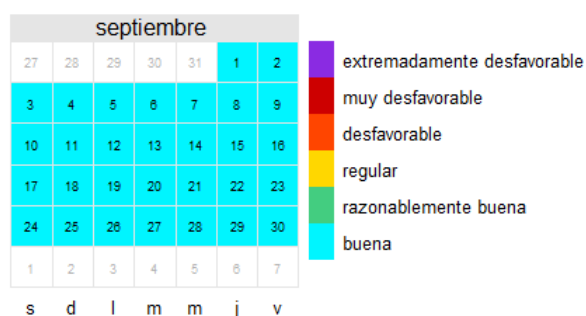 septiembre
27 28 29 30 31 1 2
3 4 5 6 7 8 9
10 11 12 13 14 15 16
17 18 19 20 21 22 23
24 25 26 27 28 29 30
1 2 3 4 5 6 7
s d l m m j v
extremadamente desfavorable
muy desfavorable
desfavorable
regular
razonablemente buena
buena